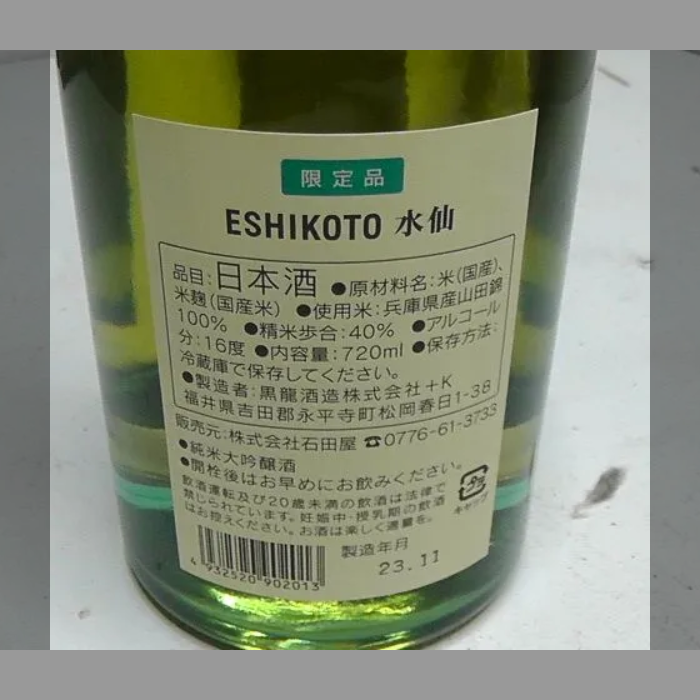 限定品
ESHIKOTO 水仙
品目:日本酒 ●原材料名:米(国産)、
米麹(国産米) ●使用米:兵庫県産山田錦
100% ●精米歩合:40% ●アルコール
分:16度 ●内容量:720ml ●保存方法:
冷蔵庫で保存してください。
●製造者:黒龍酒造株式会社+K
福井県吉田郡永平寺町松岡春日1-38
販売元:株式会社石田屋 ☎0776-61-3733
●純米大吟醸酒
●開栓後はお早めにお飲みください。
飲酒運転及び20歳未満の飲酒は法律で
禁じられています。妊娠中・授乳期の飲酒
はお控えください。お酒は楽しく適量を。
キャップ
製造年月
23.11
4 932520 902013